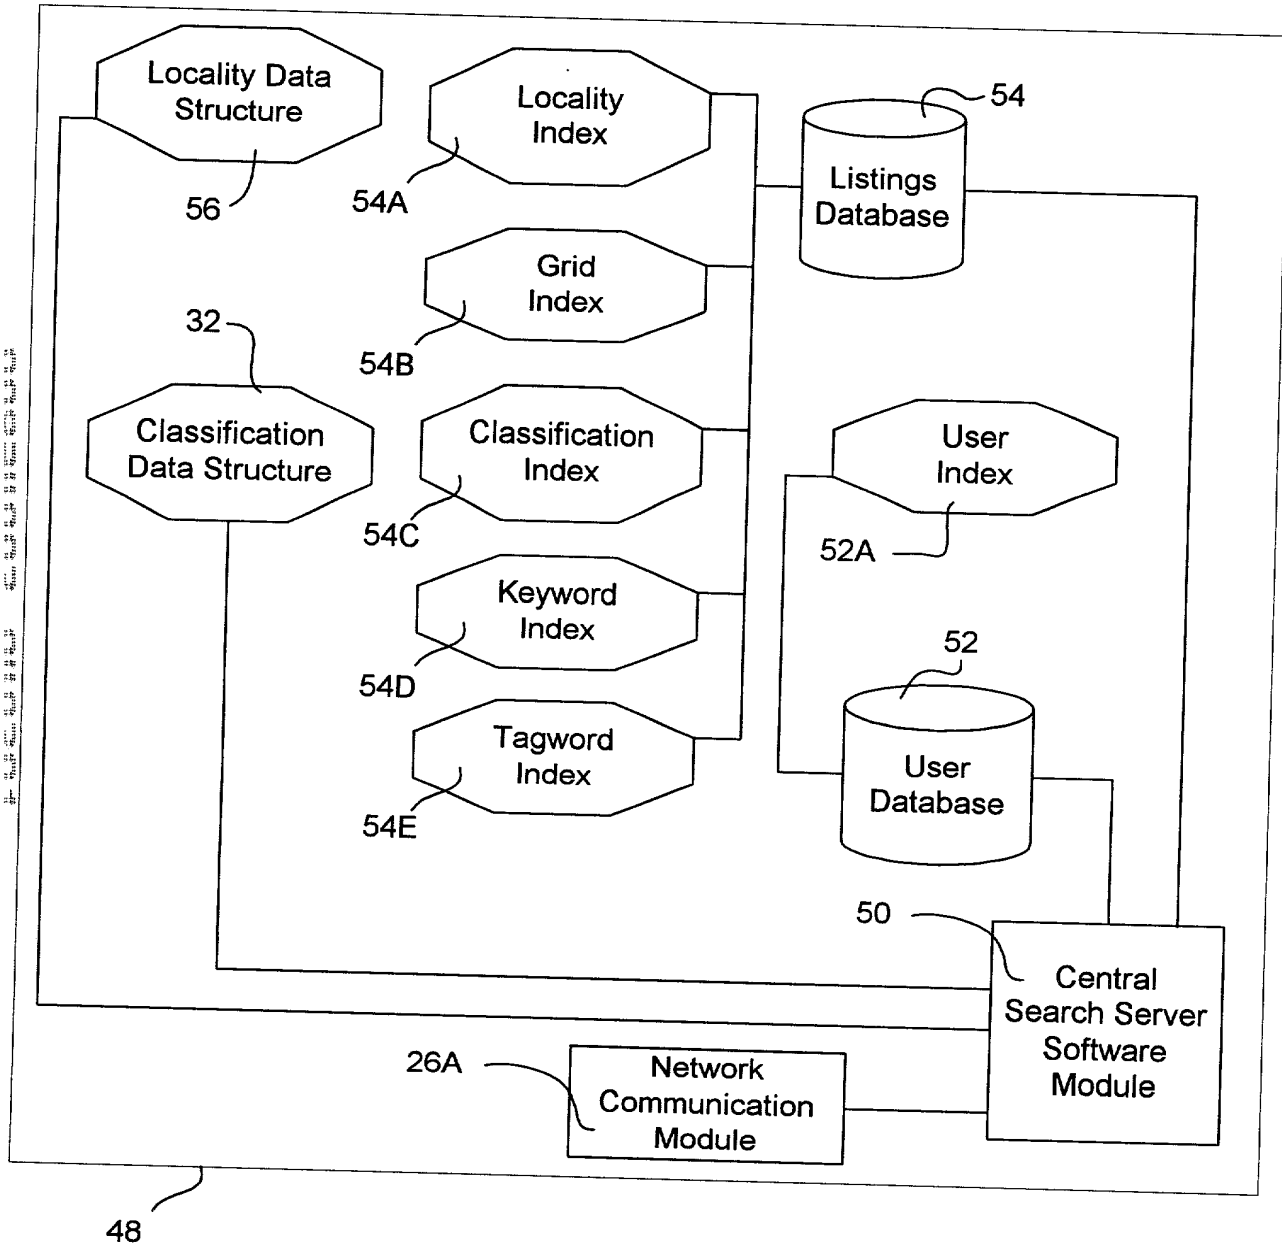 Locality Data
Structure
56
Locality
Index
54A
54
Listings
Database
Grid
Index
54B
32
Classification
Data Structure
Classification
Index
54C
User
Index
52A
Keyword
Index
54D
52
User
Database
Tagword
Index
54E
50
Central
Search Server
Software
Module
26A
Network
Communication
Module
48